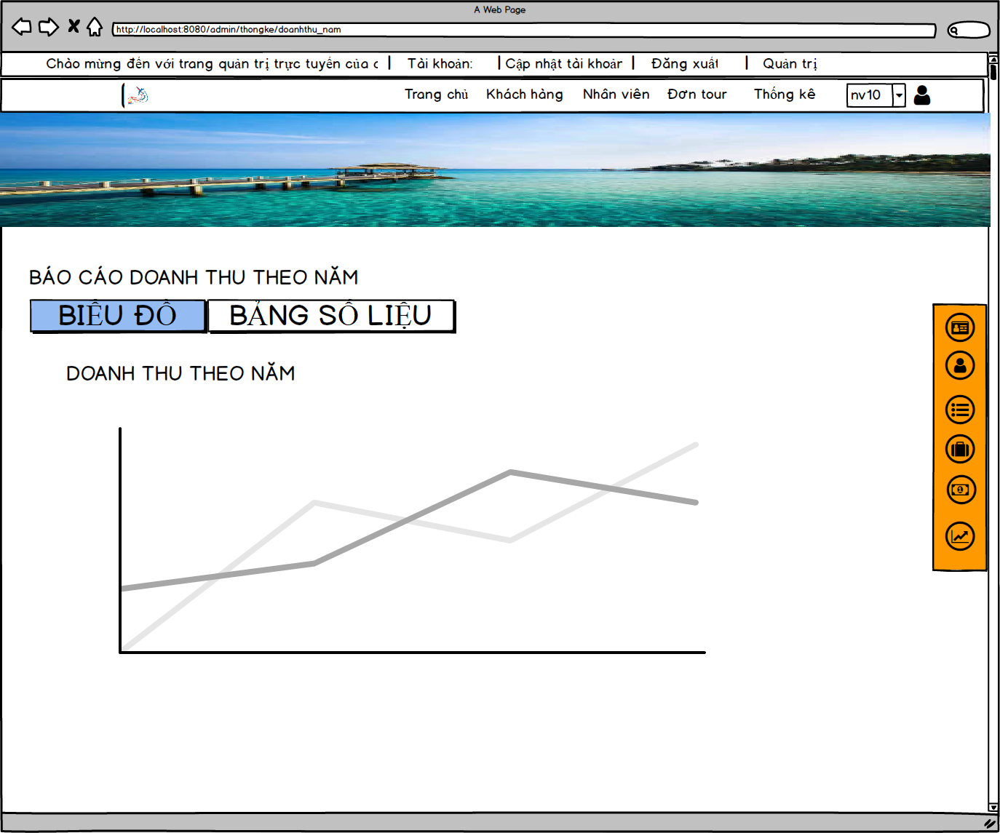 A Web Page
http://localhost:8080/admin/thongke/doanhthu_nam
Chào mừng đến với trang quản trị trực tuyến của c | Tài khoản: | Cập nhật tài khoản | Đăng xuất | Quản trị
Trang chủ Khách hàng Nhân viên Đơn tour Thống kê nv10
BÁO CÁO DOANH THU THEO NĂM
BIỂU ĐỒ BẢNG SỐ LIỆU
DOANH THU THEO NĂM